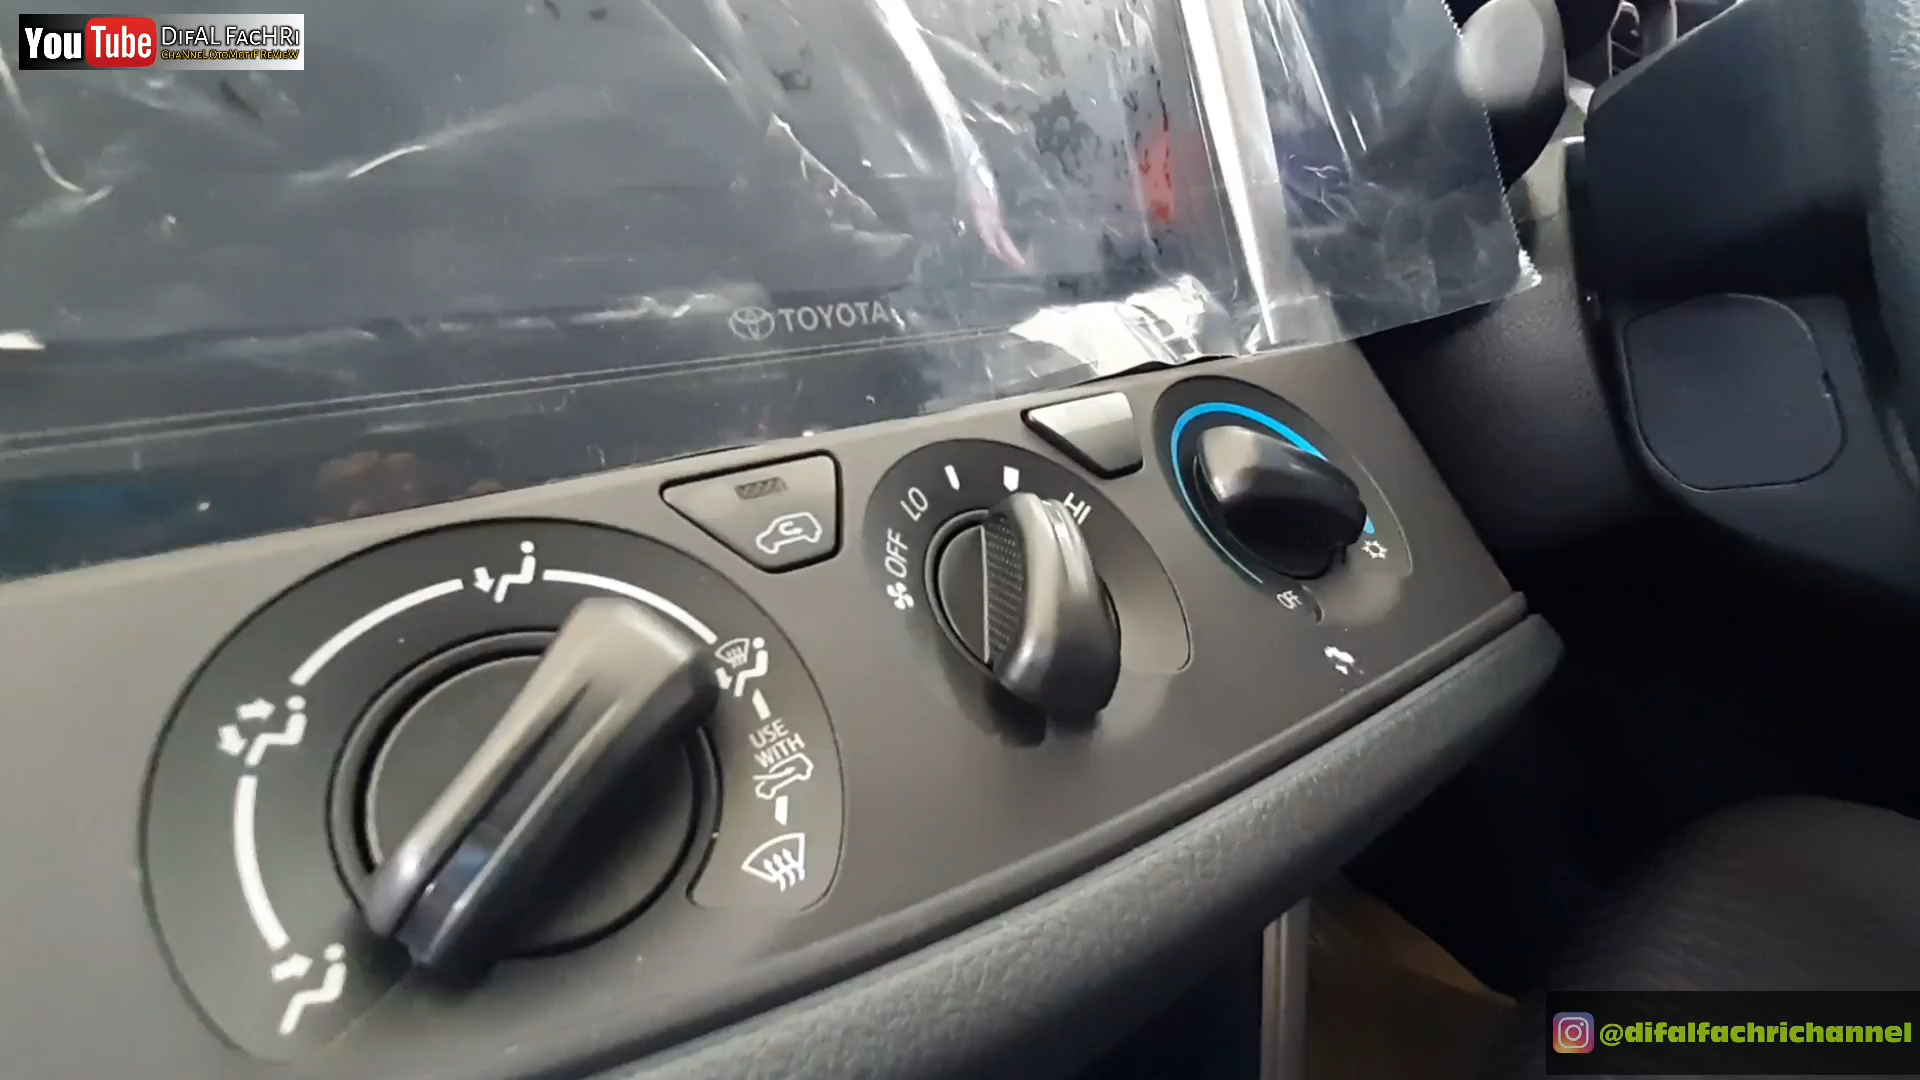 You Tube DIFAL FACHRI
CHANNEL OTOMOTIF REVIEW
TOYOTA
LO
HI
OFF
OFF
USE
WITH
@difalfachrichannel